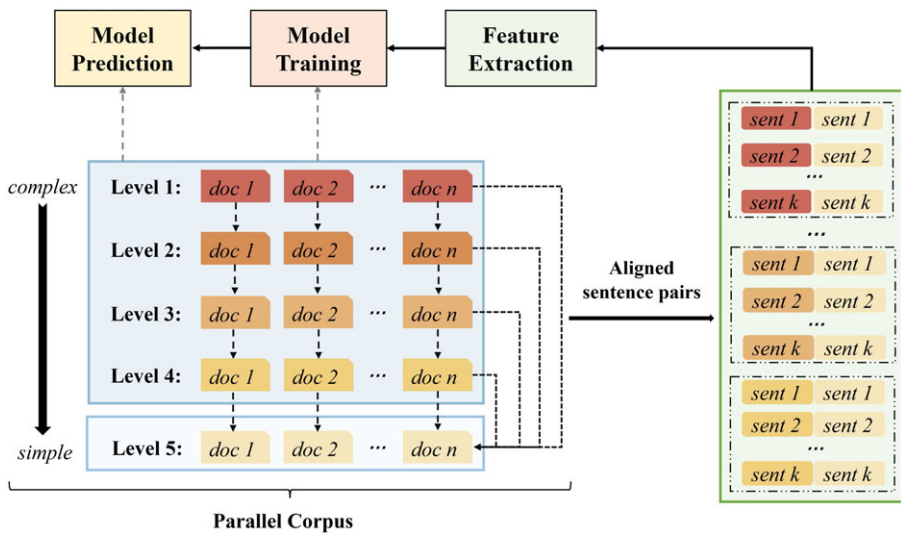 Model
Prediction
Model
Training
Feature
Extraction
complex
simple
Level 1: doc 1 doc 2 ... doc n
Level 2: doc 1 doc 2 ... doc n
Level 3: doc 1 doc 2 ... doc n
Level 4: doc 1 doc 2 ... doc n
Level 5: doc 1 doc 2 ... doc n
Parallel Corpus
Aligned
sentence pairs
sent 1 sent 1
sent 2 sent 2
...
sent k sent k
...
sent 1 sent 1
sent 2 sent 2
...
sent k sent k
sent 1 sent 1
sent 2 sent 2
...
sent k sent k